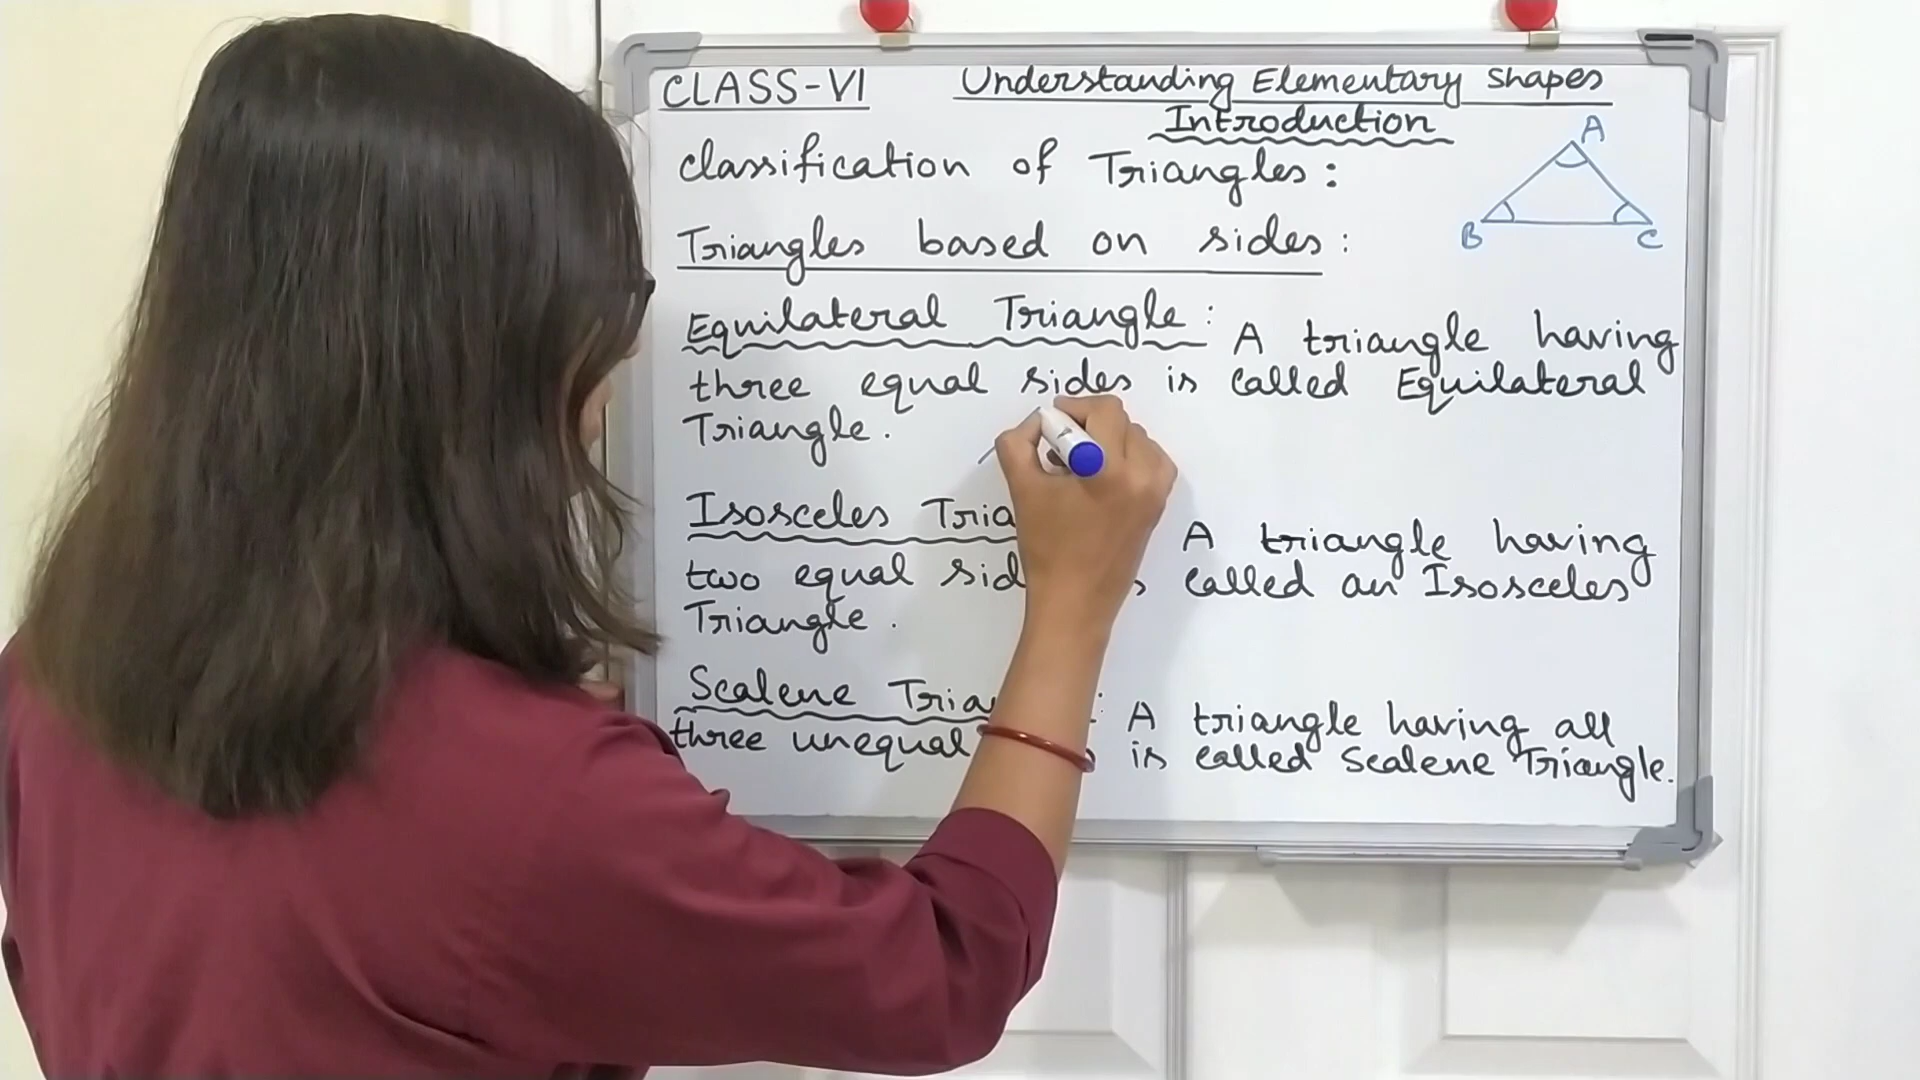 CLASS-VI Understanding Elementary Shapes
Introduction
Classification of Triangles:
A
B C
Triangles based on sides:
Equilateral Triangle: A triangle having
three equal sides is called Equilateral
Triangle.
Isosceles A triangle having
two equal called an Isosceles
Triangle.
Scalene : A triangle having all
three unequal is called Scalene Triangle.